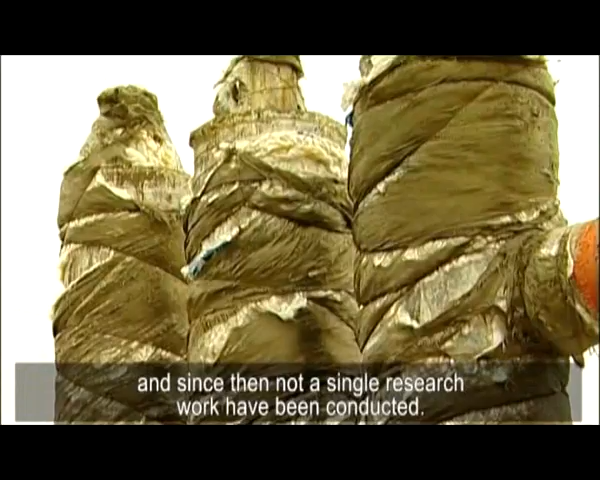 and since then not a single research
work have been conducted.